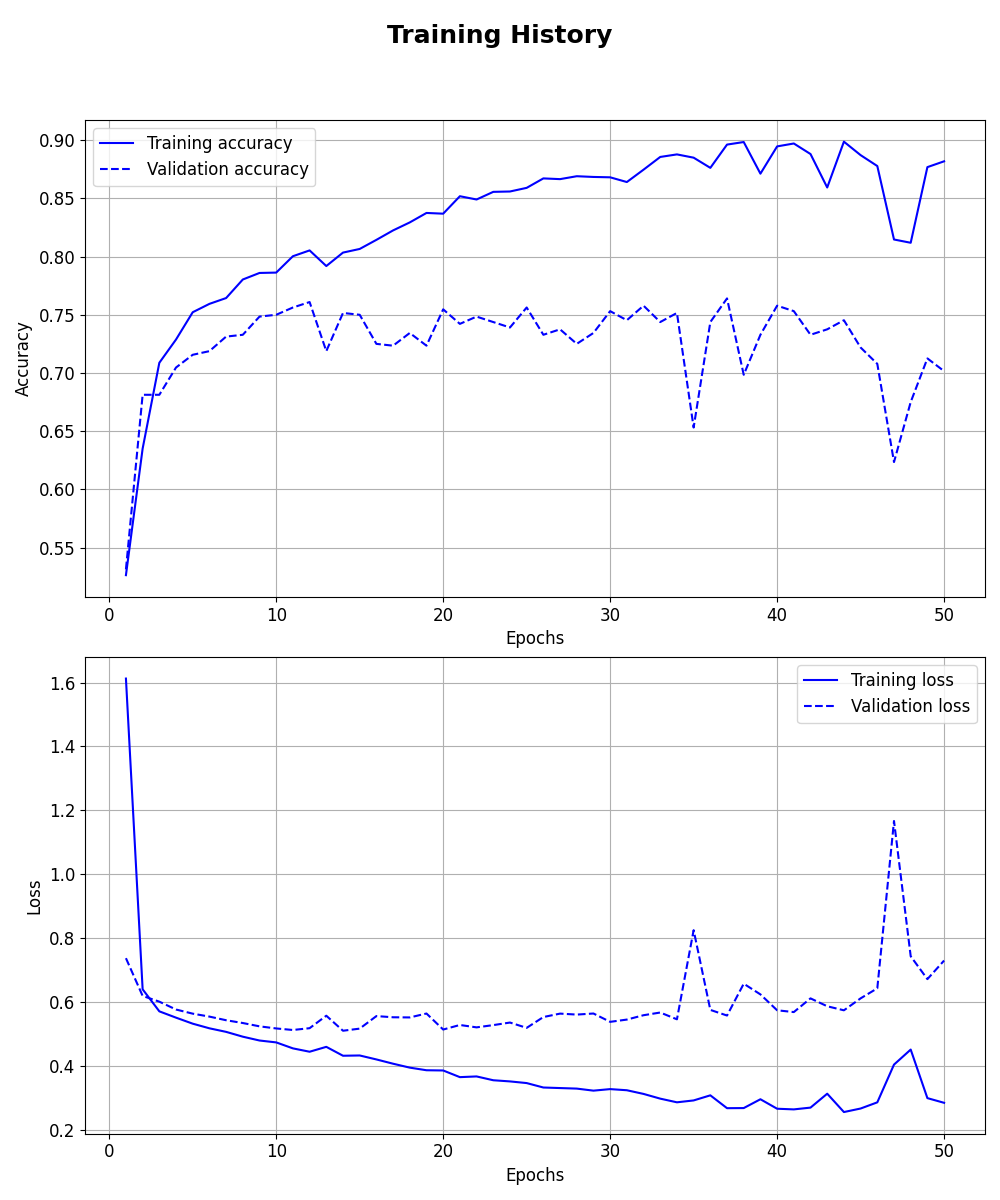 Training History
Training accuracy
Validation accuracy
0.90
0.85
0.80
0.75
0.70
0.65
0.60
0.55
Accuracy
0 10 20 30 40 50
Epochs
Training loss
Validation loss
1.6
1.4
1.2
1.0
0.8
0.6
0.4
0.2
Loss
0 10 20 30 40 50
Epochs